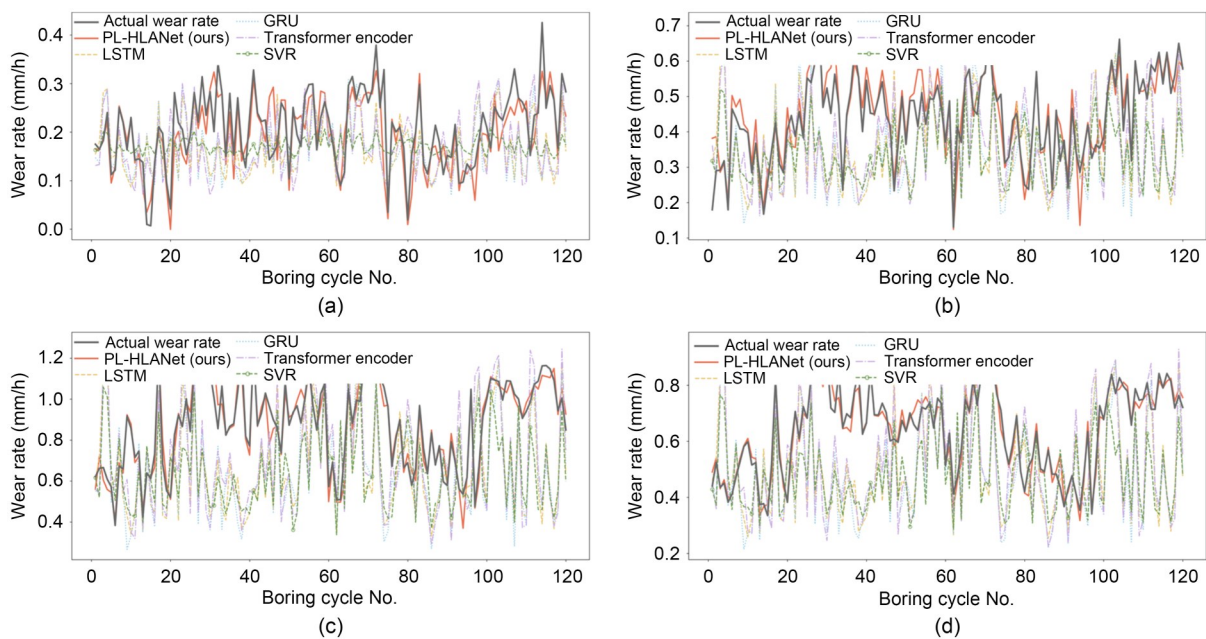 Actual wear rate
PL-HLANet (ours)
LSTM
GRU
Transformer encoder
SVR
Wear rate (mm/h)
0.4
0.3
0.2
0.1
0.0
0 20 40 60 80 100 120
Boring cycle No.
(a)
Actual wear rate
PL-HLANet (ours)
LSTM
GRU
Transformer encoder
SVR
Wear rate (mm/h)
0.7
0.6
0.5
0.4
0.3
0.2
0.1
0 20 40 60 80 100 120
Boring cycle No.
(b)
Actual wear rate
PL-HLANet (ours)
LSTM
GRU
Transformer encoder
SVR
Wear rate (mm/h)
1.2
1.0
0.8
0.6
0.4
0 20 40 60 80 100 120
Boring cycle No.
(c)
Actual wear rate
PL-HLANet (ours)
LSTM
GRU
Transformer encoder
SVR
Wear rate (mm/h)
0.8
0.6
0.4
0.2
0 20 40 60 80 100 120
Boring cycle No.
(d)